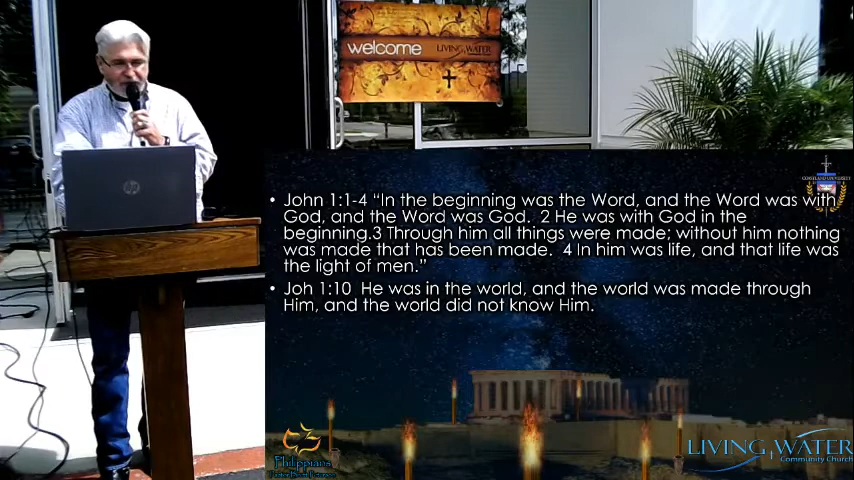 welcome
LIVING WATER
hp
• John 1:1-4 “In the beginning was the Word, and the Word was with
God, and the Word was God.  2 He was with God in the
beginning.3 Through him all things were made; without him nothing
was made that has been made.  4 In him was life, and that life was
the light of men.”
• Joh 1:10  He was in the world, and the world was made through
Him, and the world did not know Him.
Philippians
LIVING WATER
Community Church